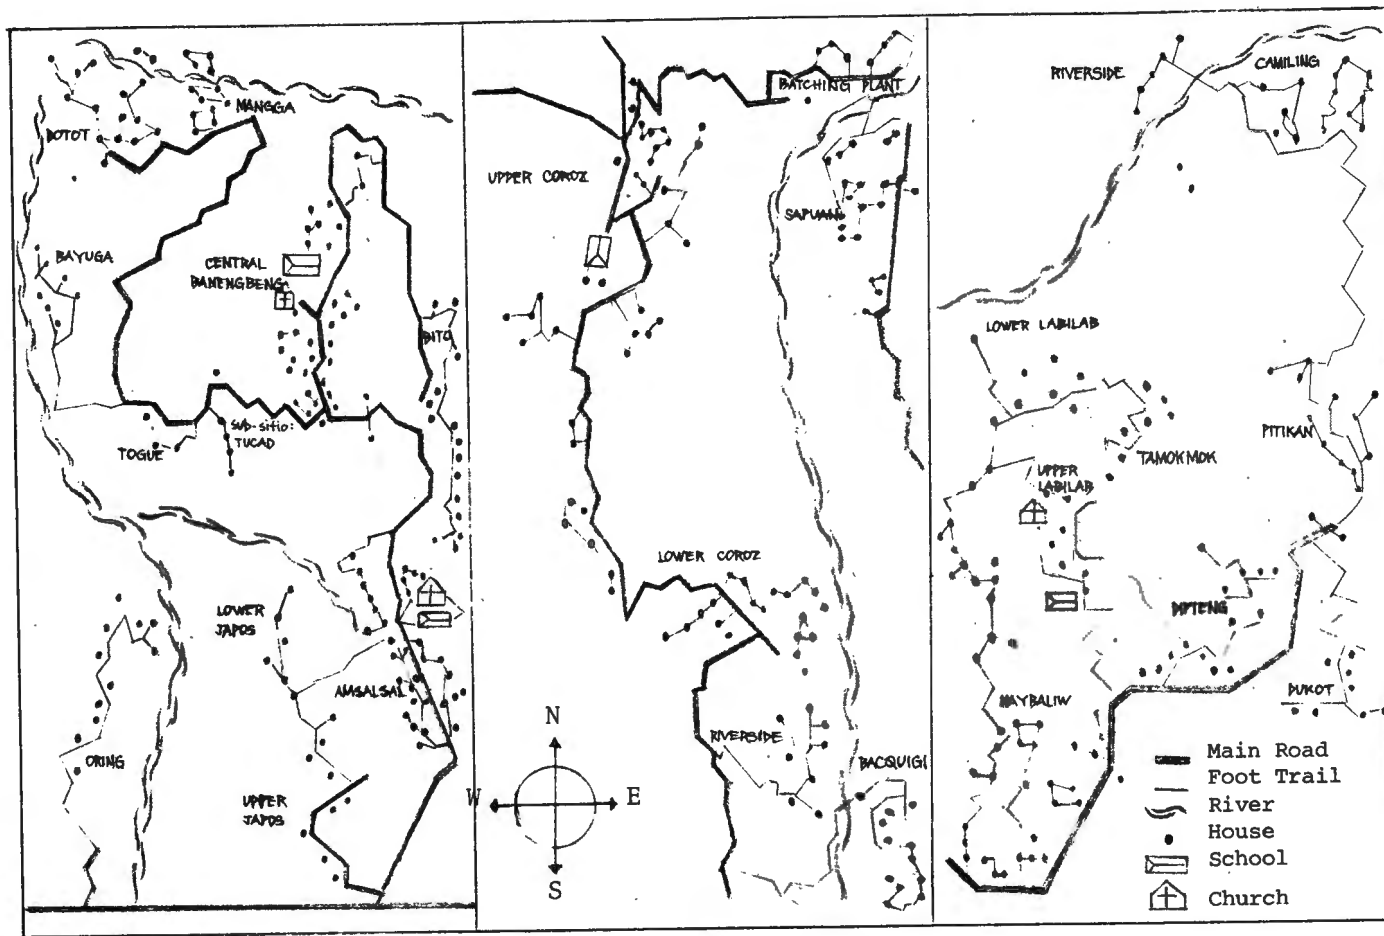 MANGGA
BOTOT
BAYUGA
CENTRAL
BANENGBENG
BITO
TOGUE
SUB-SITIO:
TUCAD
LOWER
JAPOS
AMSALSAL
ORING
UPPER
JAPOS
BATCHING PLANT
UPPER COROZ
SAPUAN
LOWER COROZ
RIVERSIDE
BACQUIGI
N
W
E
S
RIVERSIDE
CAMILING
LOWER LABILAB
PITIKAN
TAMOKMOK
UPPER
LABILAB
DIPTENG
NAYBALIW
DUKOT
Main Road
Foot Trail
River
House
School
Church